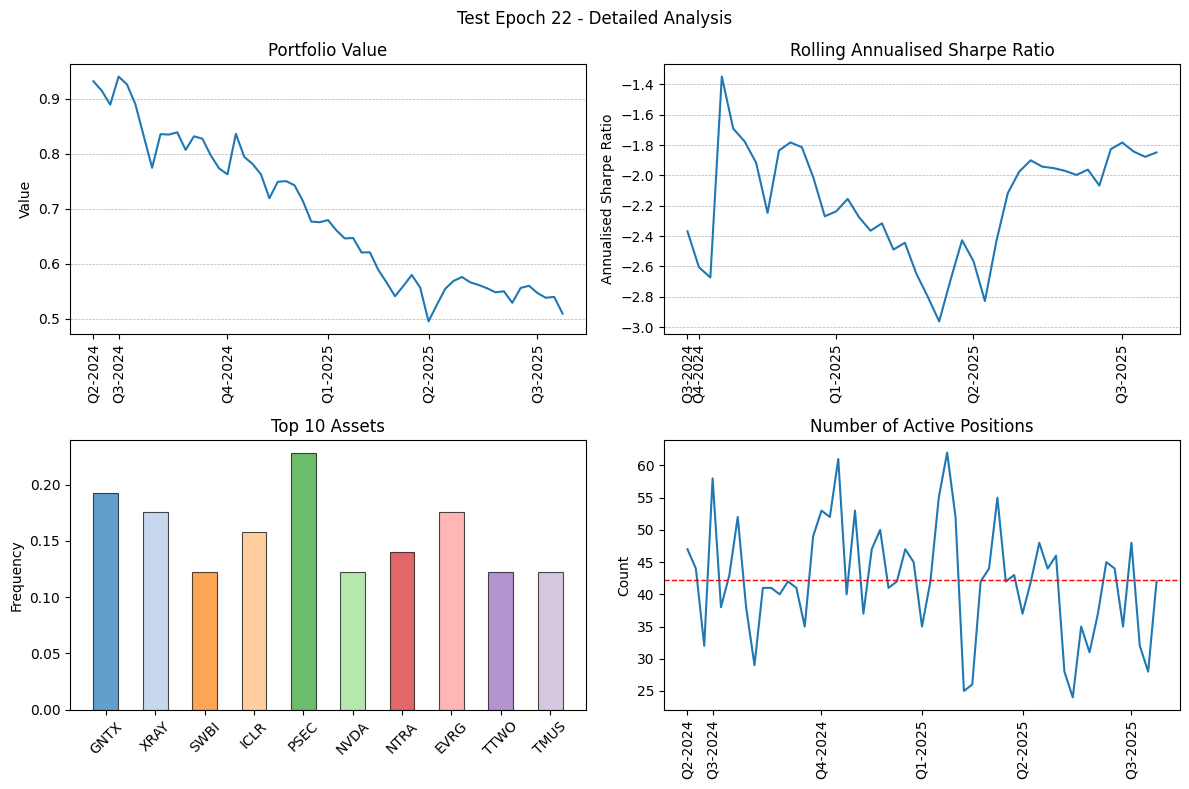 Test Epoch 22 - Detailed Analysis
Portfolio Value
Value
0.9
0.8
0.7
0.6
0.5
Q2-2024
Q3-2024
Q4-2024
Q1-2025
Q2-2025
Q3-2025
Rolling Annualised Sharpe Ratio
Annualised Sharpe Ratio
−1.4
−1.6
−1.8
−2.0
−2.2
−2.4
−2.6
−2.8
−3.0
Q3-2024
Q4-2024
Q1-2025
Q2-2025
Q3-2025
Top 10 Assets
Frequency
0.20
0.15
0.10
0.05
0.00
GNTX
XRAY
SWBI
ICLR
PSEC
NVDA
NTRA
EVRG
TTWO
TMUS
Number of Active Positions
Count
60
55
50
45
40
35
30
25
Q2-2024
Q3-2024
Q4-2024
Q1-2025
Q2-2025
Q3-2025